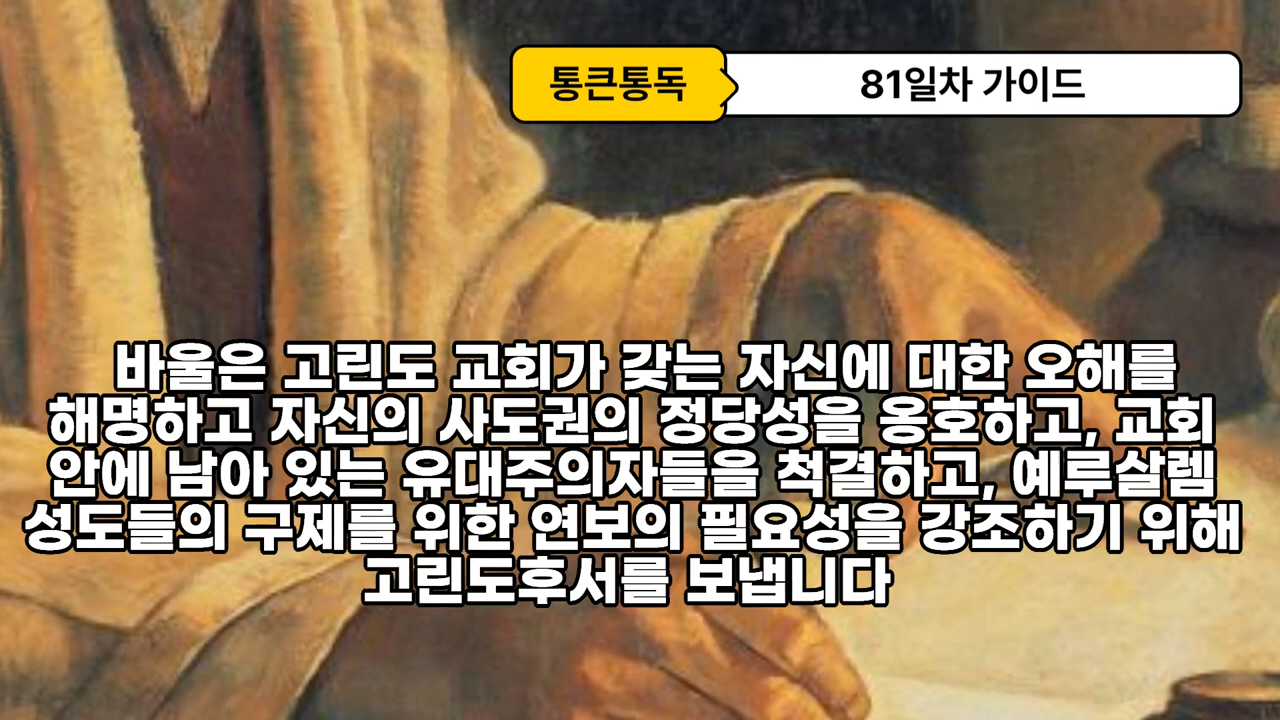 통큰통독
81일차 가이드
바울은 고린도 교회가 갖는 자신에 대한 오해를
해명하고 자신의 사도권의 정당성을 옹호하고, 교회
안에 남아 있는 유대주의자들을 척결하고, 예루살렘
성도들의 구제를 위한 연보의 필요성을 강조하기 위해
고린도후서를 보냅니다